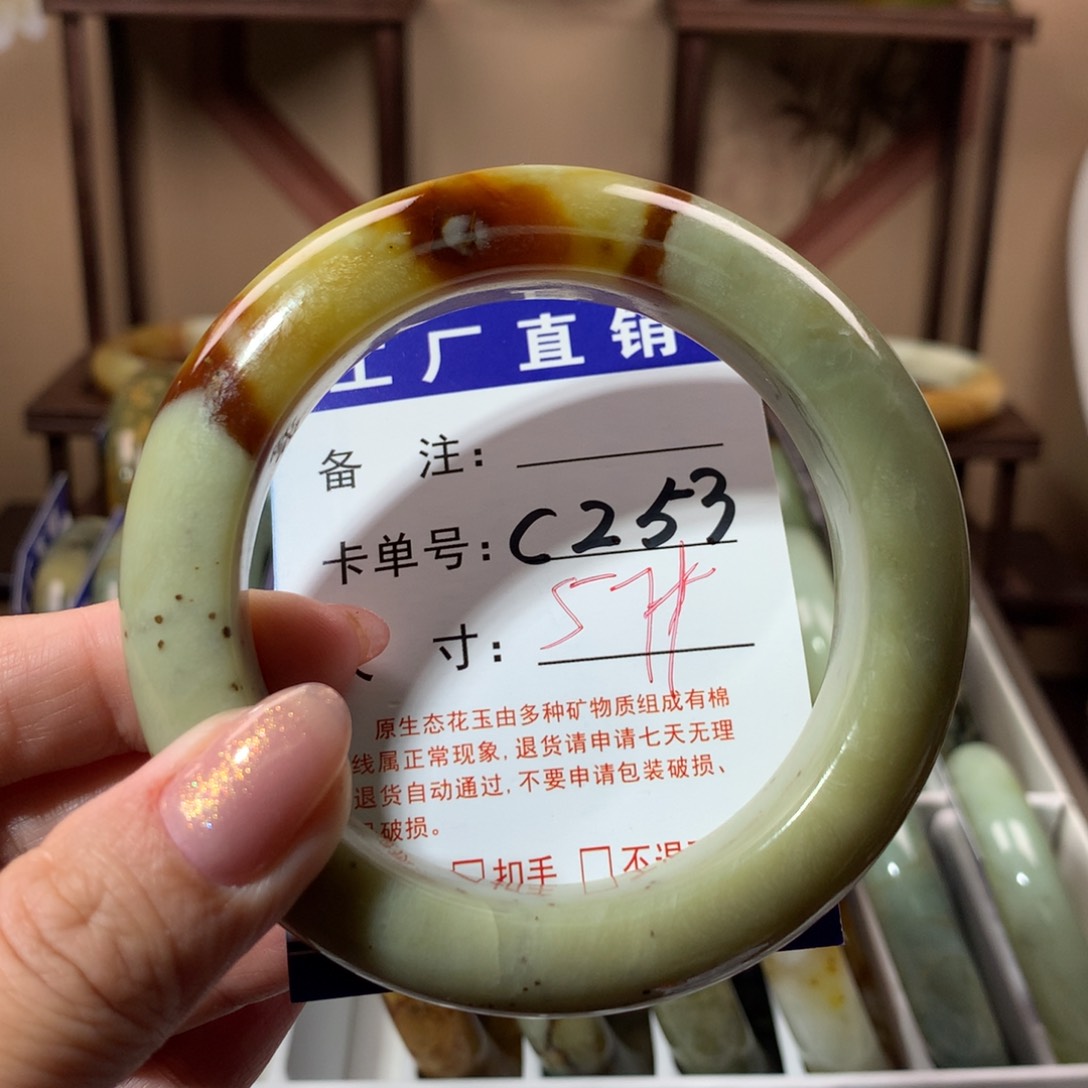 工厂直销
备 注：
卡单号：C253
寸：57
原生态花玉由多种矿物质组成有棉
线属正常现象，退货请申请七天无理
退货自动通过，不要申请包装破损、
破损。
□扣手 □不退